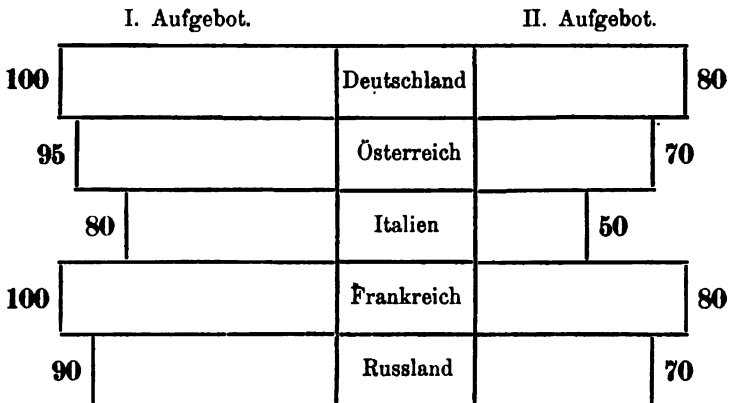 I. Aufgebot. II. Aufgebot.
100 Deutschland 80
95 Österreich 70
80 Italien 50
100 Frankreich 80
90 Russland 70